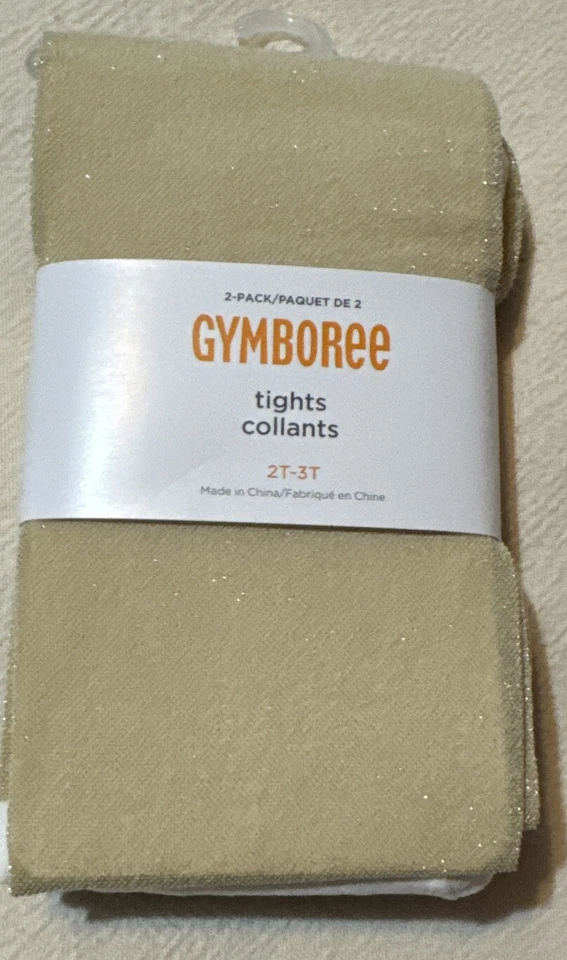 2-PACK/PAQUET DE 2
GYMBOREE
tights
collants
2T-3T
Made in China/Fabriqué en Chine